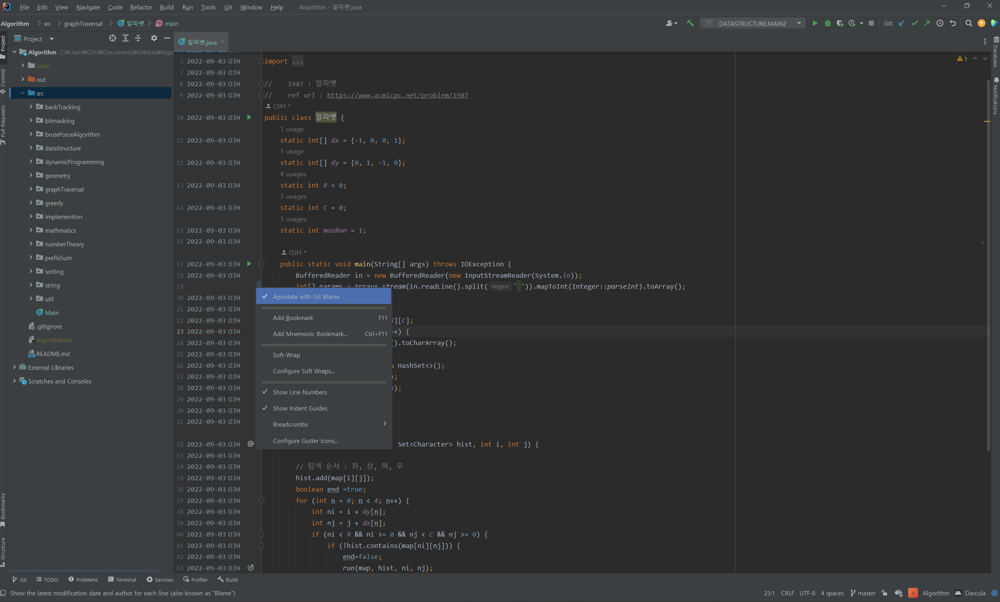 File Edit View Navigate Code Refactor Build Run Tools Git Window Help Algorithm - 알파벳.java
Algorithm src graphTraversal 알파벳 main DATASTRUCTURE.MAIN2 Git:
Project 알파벳.java
Algorithm C:₩Users₩OJH₩Documents₩GitHub₩Algo
.idea
out
src
backTracking
bitmasking
bruteForceAlgorithm
dataStructure
dynamicProgramming
geometry
graphTraversal
greedy
implemention
mathmatics
numberTheory
prefixSum
sorting
string
util
Main
.gitignore
Algorithm.iml
README.md
External Libraries
Scratches and Consoles
Project
Commit
Pull Requests
Bookmarks
Structure
3 2022-09-03 OJH import ...
7 2022-09-03 OJH
8 2022-09-03 OJH // 1987 : 알파벳
9 2022-09-03 OJH // ref url : https://www.acmicpc.net/problem/1987
OJH *
10 2022-09-03 OJH public class 알파벳 {
1 usage
11 2022-09-03 OJH static int[] dx = {-1, 0, 0, 1};
1 usage
12 2022-09-03 OJH static int[] dy = {0, 1, -1, 0};
4 usages
13 2022-09-03 OJH static int R = 0;
3 usages
14 2022-09-03 OJH static int C = 0;
3 usages
15 2022-09-03 OJH static int maxRun = 1;
16 2022-09-03 OJH
OJH *
17 2022-09-03 OJH public static void main(String[] args) throws IOException {
18 2022-09-03 OJH BufferedReader in = new BufferedReader(new InputStreamReader(System.in));
19 int[] params = Arrays.stream(in.readLine().split( regex: " ")).mapToInt(Integer::parseInt).toArray();
20 2022-09-03 OJH
21 2022-09-03 OJH
22 2022-09-03 OJH ][C];
23 2022-09-03 OJH +) {
24 2022-09-03 OJH ().toCharArray();
25 2022-09-03 OJH
26 2022-09-03 OJH HashSet<>();
27 2022-09-03 OJH );
28 2022-09-03 OJH );
29 2022-09-03 OJH
30 2022-09-03 OJH
31 2022-09-03 OJH
32 2022-09-03 OJH @ , Set<Character> hist, int i, int j) {
33 2022-09-03 OJH
34 2022-09-03 OJH // 탐색 순서 : 좌, 상, 하, 우
35 2022-09-03 OJH hist.add(map[i][j]);
36 2022-09-03 OJH boolean end =true;
37 2022-09-03 OJH for (int n = 0; n < 4; n++) {
38 2022-09-03 OJH int ni = i + dy[n];
39 2022-09-03 OJH int nj = j + dx[n];
40 2022-09-03 OJH if (ni < R && ni >= 0 && nj < C && nj >= 0) {
41 2022-09-03 OJH if (!hist.contains(map[ni][nj])) {
42 2022-09-03 OJH end=false;
43 2022-09-03 OJH run(map, hist, ni, nj);
Annotate with Git Blame
Add Bookmark F11
Add Mnemonic Bookmark... Ctrl+F11
Soft-Wrap
Configure Soft Wraps...
Show Line Numbers
Show Indent Guides
Breadcrumbs
Configure Gutter Icons...
1
Database
Notifications
Git TODO Problems Terminal Services Profiler Build
Show the latest modification date and author for each line (also known as "Blame") 23:1 CRLF UTF-8 4 spaces master A Algorithm Darcula